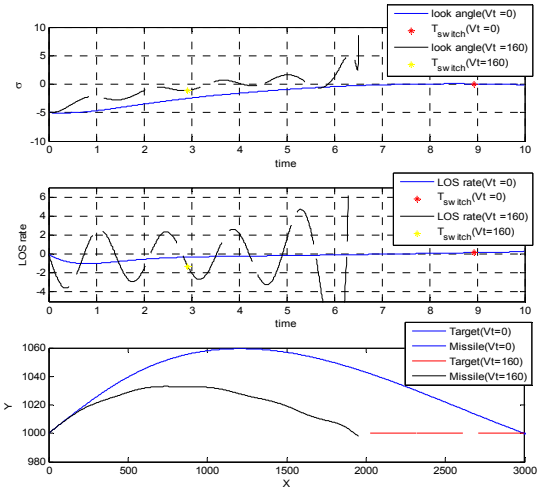 10
5
0
-5
-10
σ
0 1 2 3 4 5 6 7 8 9 10
time
look angle(Vt =0)
T_switch(Vt =0)
look angle(Vt=160)
T_switch(Vt=160)
6
4
2
0
-2
-4
LOS rate
0 1 2 3 4 5 6 7 8 9 10
time
LOS rate(Vt =0)
T_switch(Vt =0)
LOS rate(Vt =160)
T_switch(Vt=160)
1060
1040
1020
1000
980
Y
0 500 1000 1500 2000 2500 3000
X
Target(Vt=0)
Missile(Vt=0)
Target(Vt=160)
Missile(Vt=160)